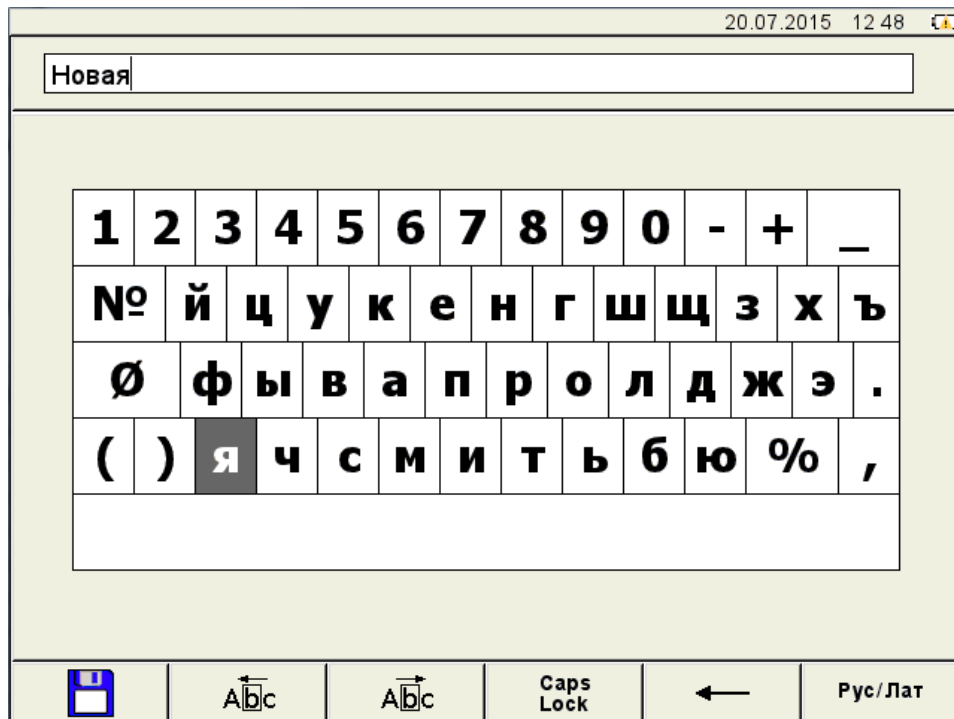 20.07.2015 12 48
Новая
1 2 3 4 5 6 7 8 9 0 - + _
№ й ц у к е н г ш щ з х ъ
Ø ф ы в а п р о л д ж э .
( ) я ч с м и т ь б ю % ,
Abc Abc Caps Lock Рус/Лат